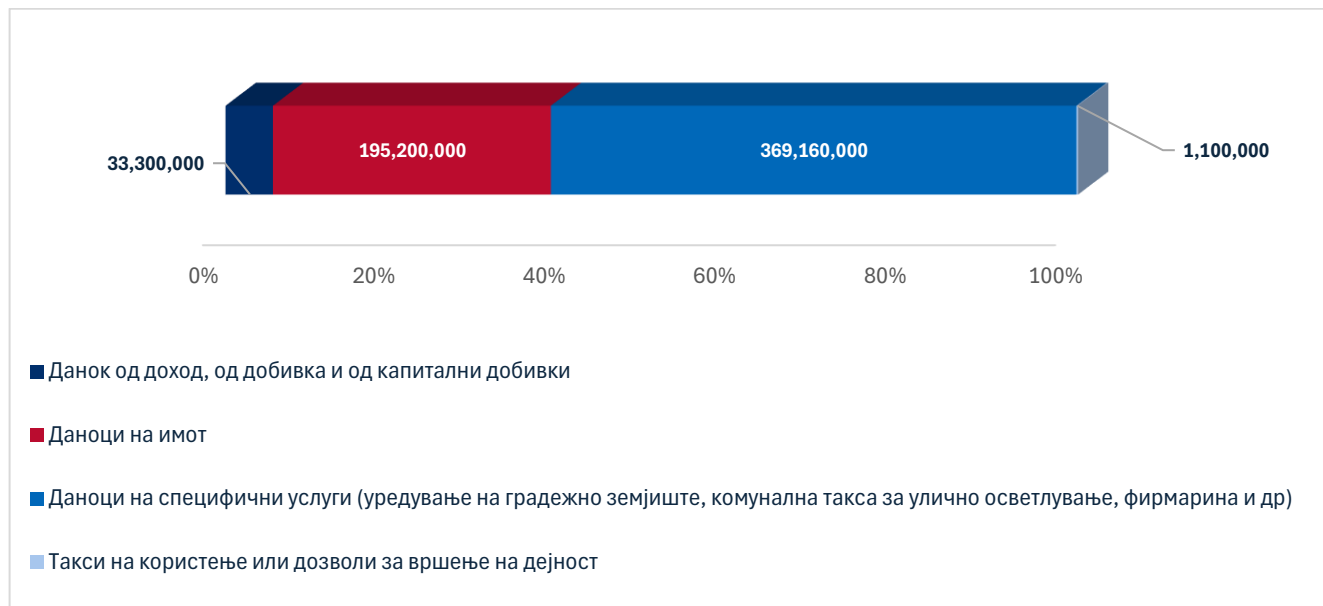 33,300,000
195,200,000
369,160,000
1,100,000
0%
20%
40%
60%
80%
100%
Данок од доход, од добивка и од капитални добивки
Даноци на имот
Даноци на специфични услуги (уредување на градежно земјиште, комунална такса за улично осветлување, фирмарина и др)
Такси на користење или дозволи за вршење на дејност